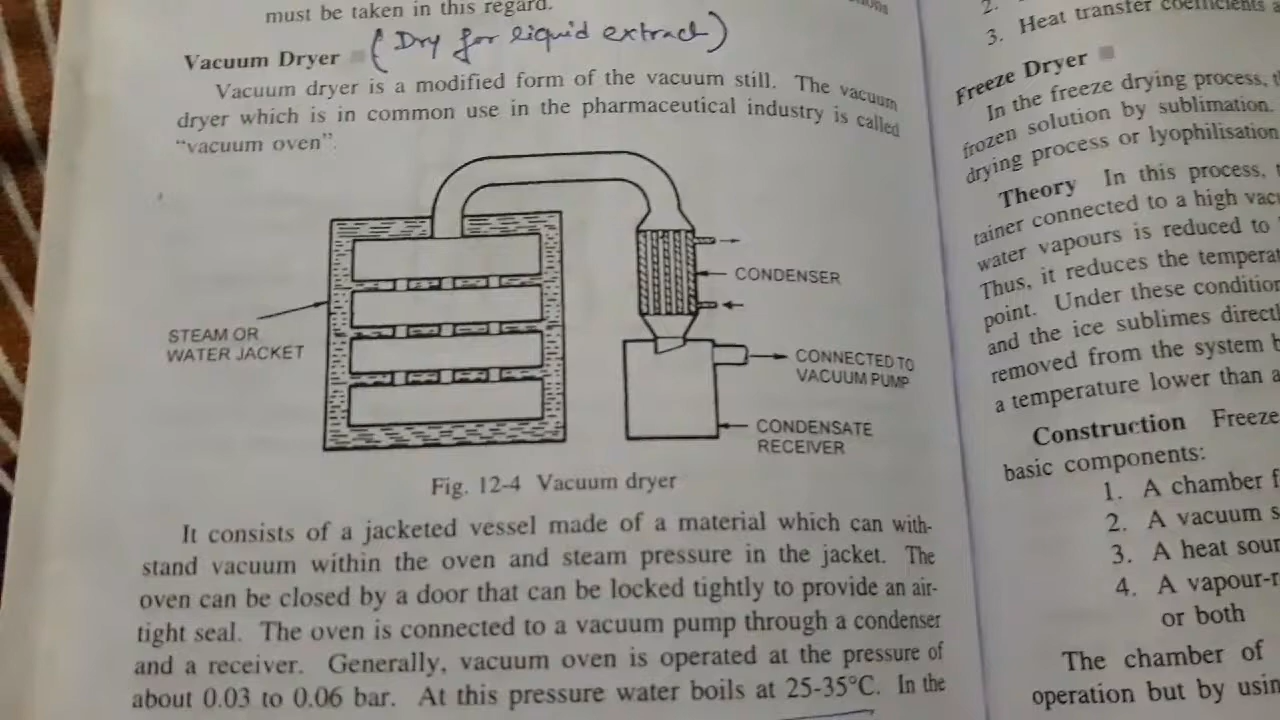 must be taken in this regard.
Vacuum Dryer (Dry for liquid extract)
Vacuum dryer is a modified form of the vacuum still. The vacuum
dryer which is in common use in the pharmaceutical industry is called
“vacuum oven”.
STEAM OR
WATER JACKET
CONDENSER
CONNECTED TO
VACUUM PUMP
CONDENSATE
RECEIVER
Fig. 12-4 Vacuum dryer
It consists of a jacketed vessel made of a material which can with-
stand vacuum within the oven and steam pressure in the jacket. The
oven can be closed by a door that can be locked tightly to provide an air-
tight seal. The oven is connected to a vacuum pump through a condenser
and a receiver. Generally, vacuum oven is operated at the pressure of
about 0.03 to 0.06 bar. At this pressure water boils at 25-35°C. In the
2.
3. Heat transfer coefficients
Freeze Dryer
In the freeze drying process,
frozen solution by sublimation.
drying process or lyophilisation
Theory In this process,
tainer connected to a high
water vapours is reduced to
Thus, it reduces the
point. Under these
and the ice sublimes
removed from the system
a temperature lower than
Construction Freeze
basic components:
1. A chamber
2. A vacuum
3. A heat
4. A
or both
The chamber of
operation but by